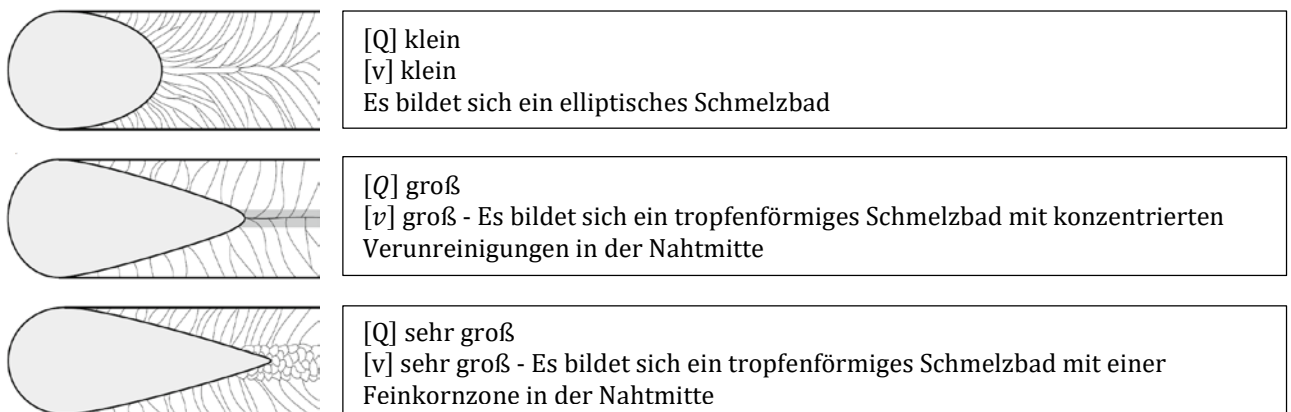 [Q] klein
[v] klein
Es bildet sich ein elliptisches Schmelzbad
[𝑄] groß
[𝑣] groß - Es bildet sich ein tropfenförmiges Schmelzbad mit konzentrierten
Verunreinigungen in der Nahtmitte
[Q] sehr groß
[v] sehr groß - Es bildet sich ein tropfenförmiges Schmelzbad mit einer
Feinkornzone in der Nahtmitte